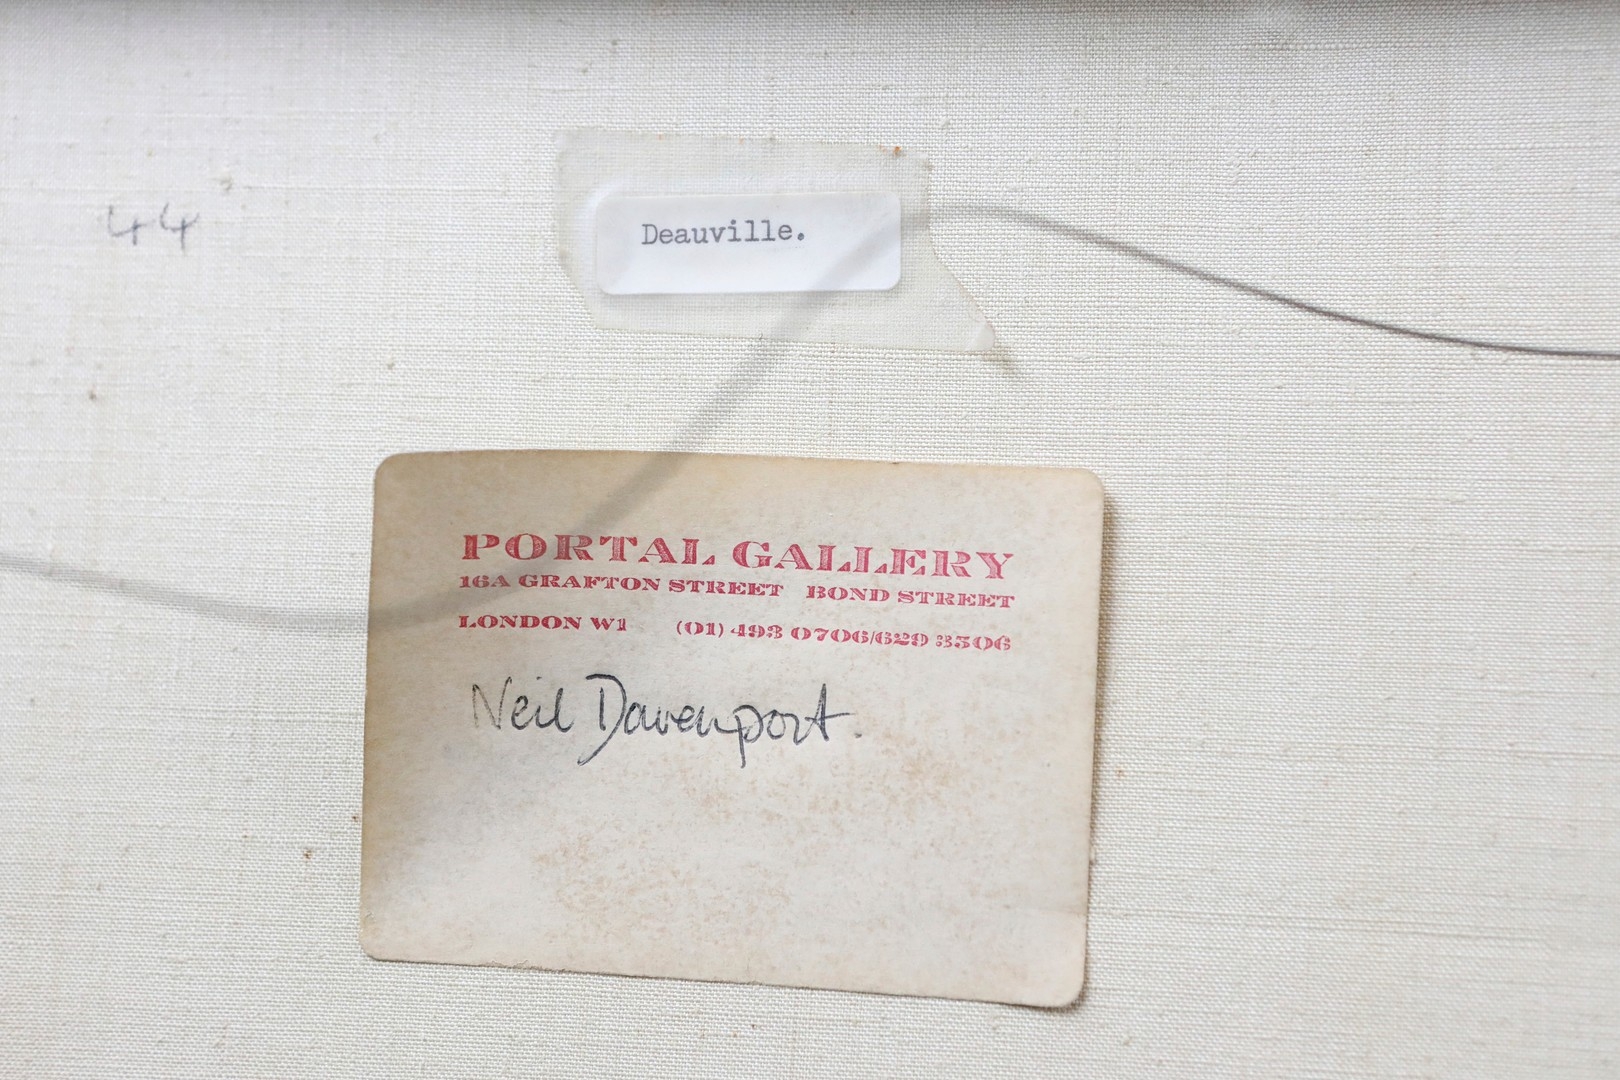 44
Deauville.
PORTAL GALLERY
16A GRAFTON STREET BOND STREET
LONDON W1 (01) 493 0706/629 3506
Neil Davenport.